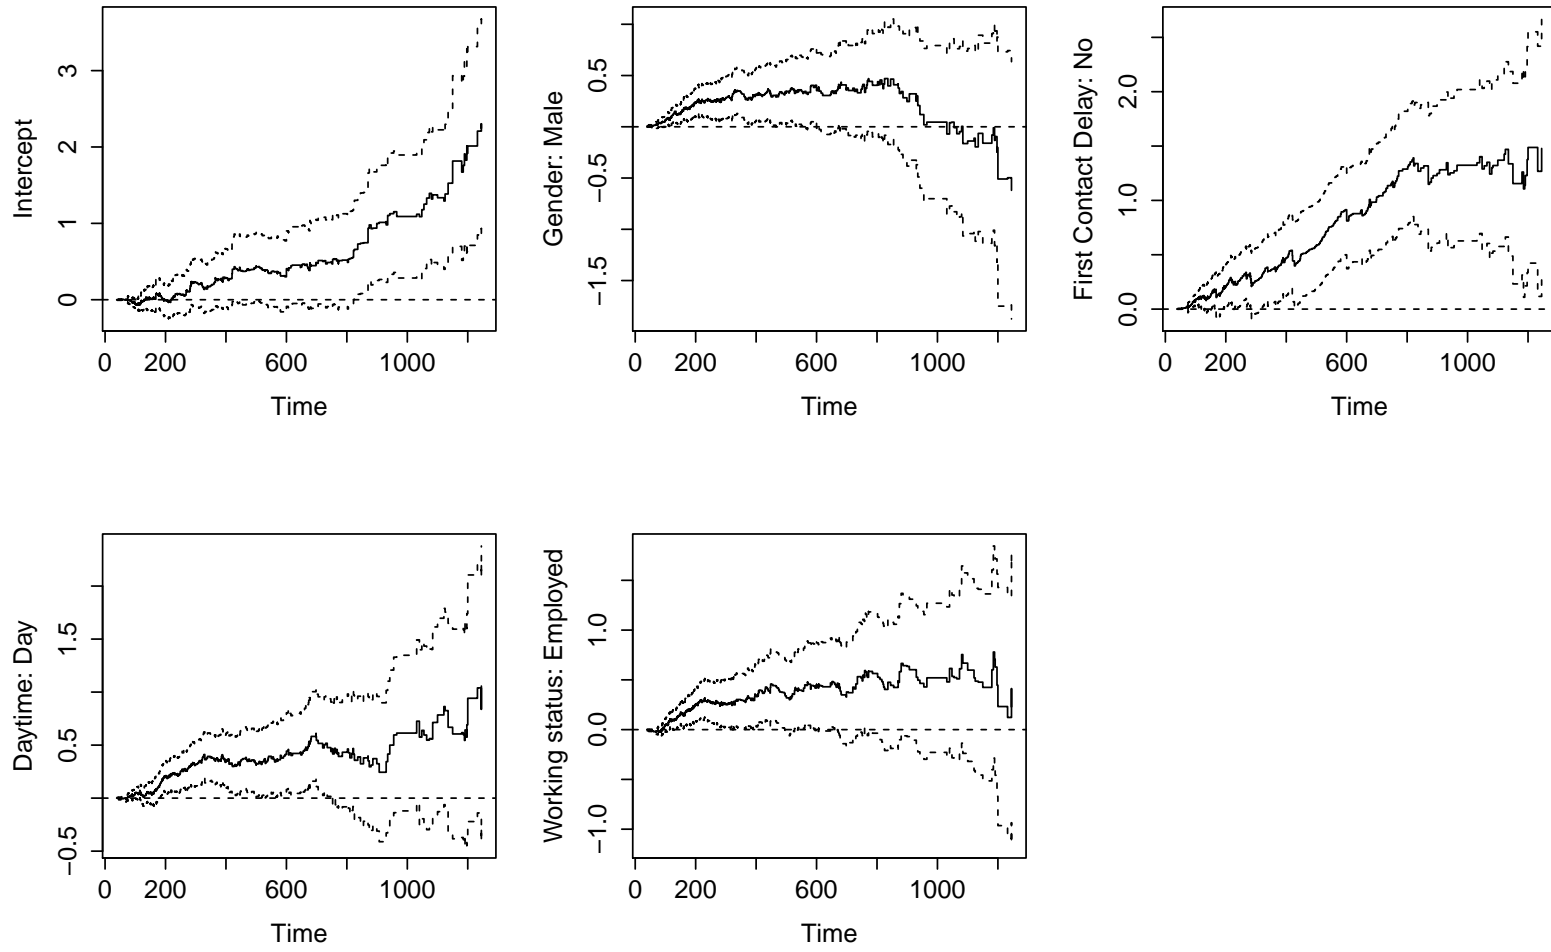 Intercept
3
2
1
0
0 200 600 1000
Time
Gender: Male
0.5
−0.5
−1.5
0 200 600 1000
Time
First Contact Delay: No
2.0
1.0
0.0
0 200 600 1000
Time
Daytime: Day
1.5
0.5
−0.5
0 200 600 1000
Time
Working status: Employed
1.0
0.0
−1.0
0 200 600 1000
Time